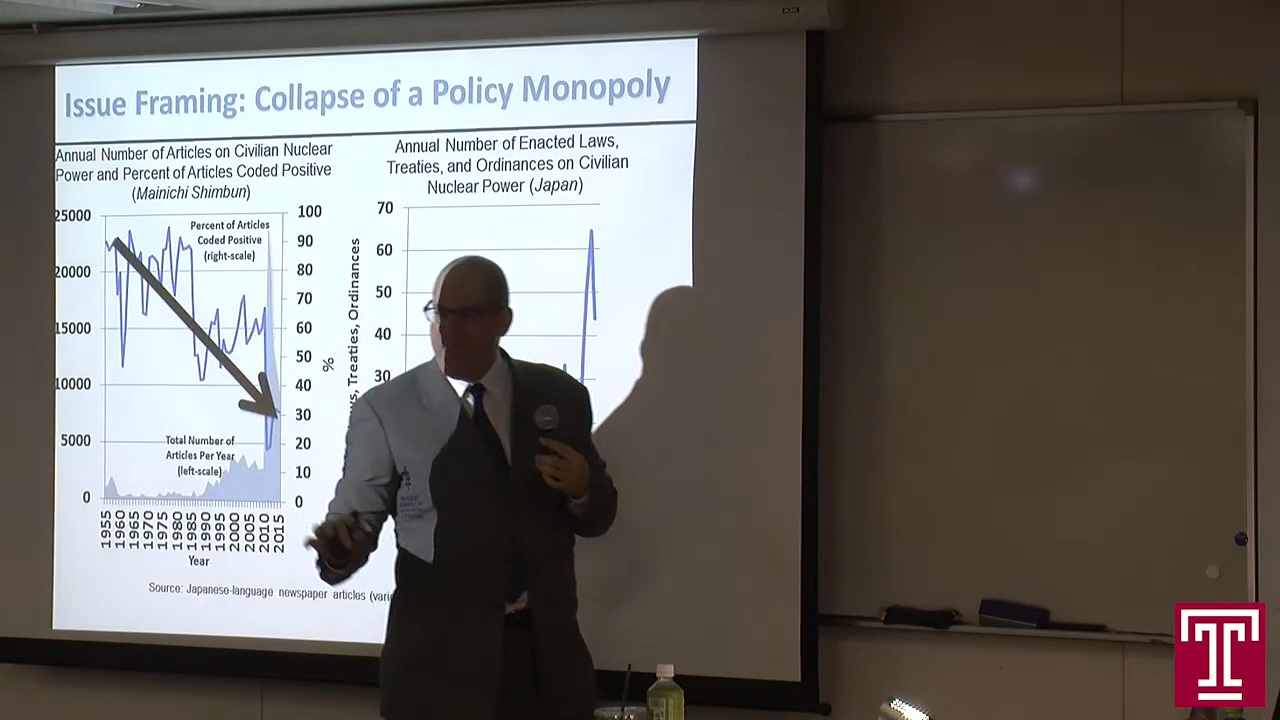 Issue Framing: Collapse of a Policy Monopoly
Annual Number of Articles on Civilian Nuclear
Power and Percent of Articles Coded Positive
(Mainichi Shimbun)
25000
20000
15000
10000
5000
0
Percent of Articles
Coded Positive
(right-scale)
Total Number of
Articles Per Year
(left-scale)
100
90
80
70
60
50
40
30
20
10
0
%
1955
1960
1965
1970
1975
1980
1985
1990
1995
2000
2005
2010
2015
Year
Annual Number of Enacted Laws,
Treaties, and Ordinances on Civilian
Nuclear Power (Japan)
70
60
50
40
30
Treaties, Ordinances
Source: Japanese-language newspaper articles
T